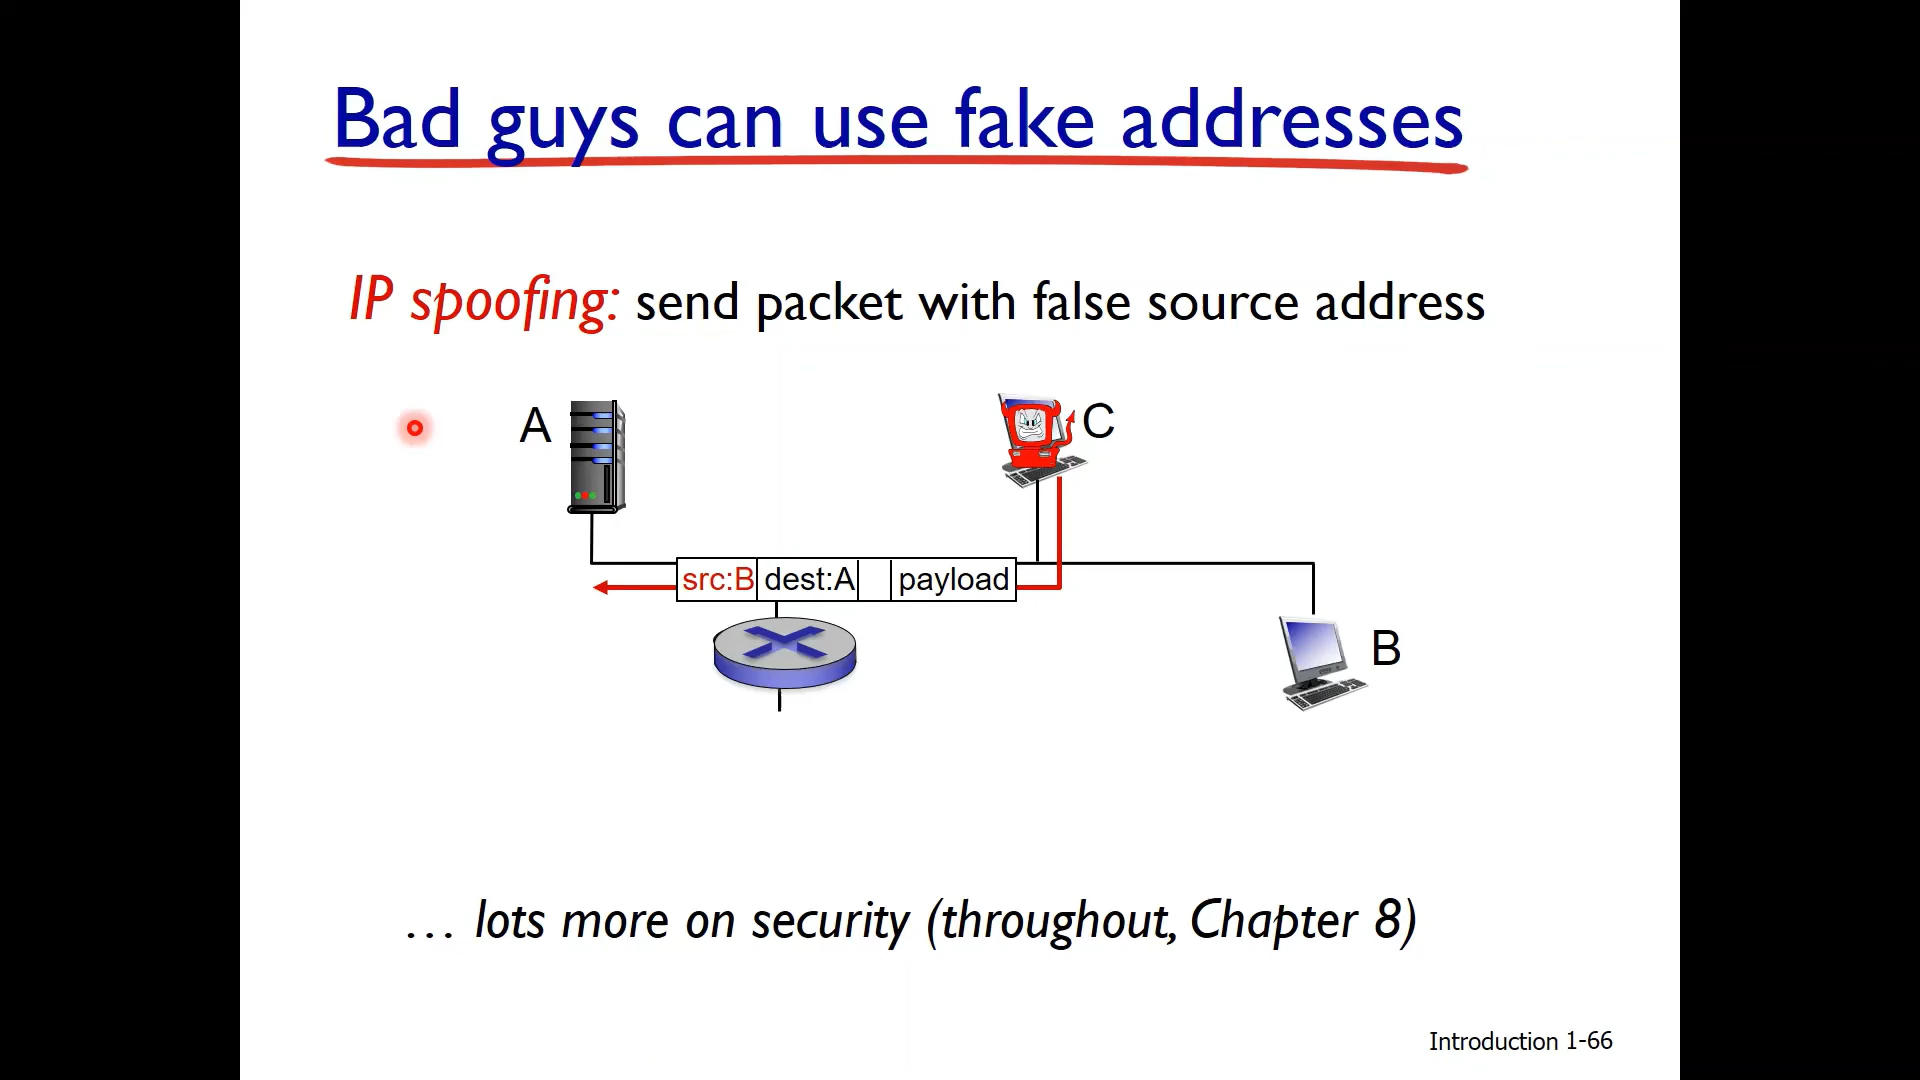 Bad guys can use fake addresses
IP spoofing: send packet with false source address
A
C
src:B dest:A payload
B
… lots more on security (throughout, Chapter 8)
Introduction 1-66